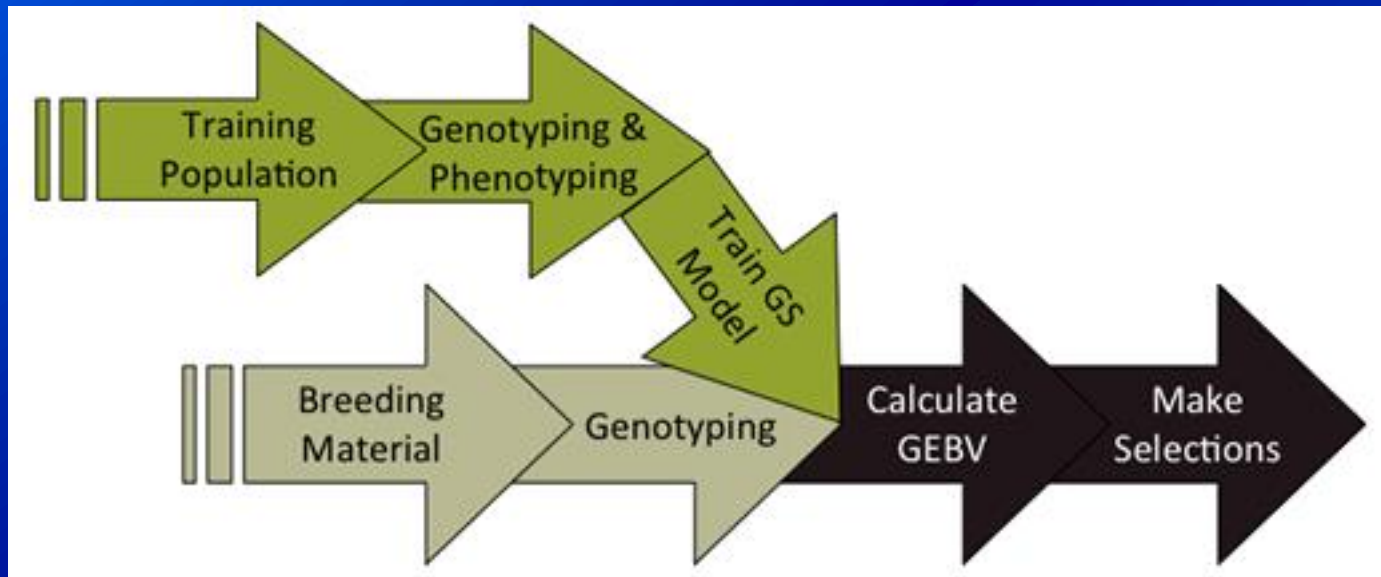 Training
Population
Genotyping &
Phenotyping
Train GS
Model
Breeding
Material
Genotyping
Calculate
GEBV
Make
Selections